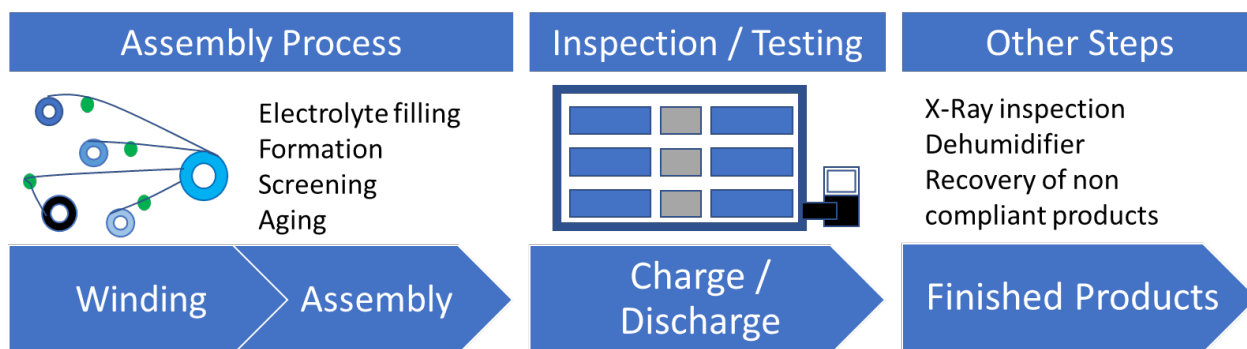 Assembly Process
Electrolyte filling
Formation
Screening
Aging
Winding
Assembly
Inspection / Testing
Charge /
Discharge
Other Steps
X-Ray inspection
Dehumidifier
Recovery of non
compliant products
Finished Products